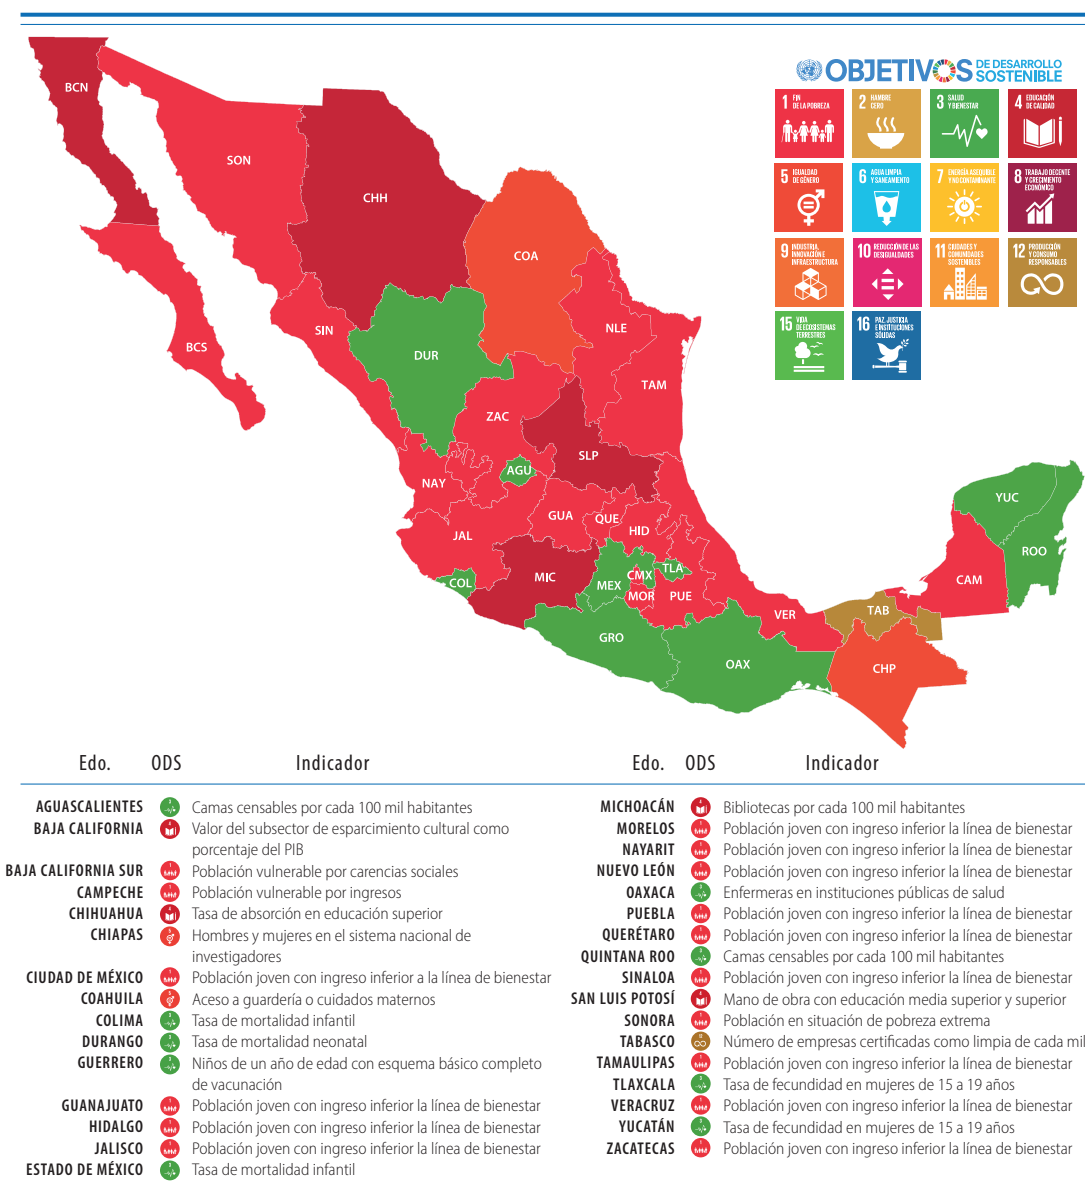 OBJETIVOS DE DESARROLLO
SOSTENIBLE
1 FIN
DE LA POBREZA
2 HAMBRE
CERO
3 SALUD
Y BIENESTAR
4 EDUCACIÓN
DE CALIDAD
5 IGUALDAD
DE GÉNERO
6 AGUA LIMPIA
Y SANEAMIENTO
7 ENERGÍA ASEQUIBLE
Y NO CONTAMINANTE
8 TRABAJO DECENTE
Y CRECIMIENTO
ECONÓMICO
9 INDUSTRIA,
INNOVACIÓN E
INFRAESTRUCTURA
10 REDUCCIÓN DE LAS
DESIGUALDADES
11 CIUDADES Y
COMUNIDADES
SOSTENIBLES
12 PRODUCCIÓN
Y CONSUMO
RESPONSABLES
15 VIDA
DE ECOSISTEMAS
TERRESTRES
16 PAZ, JUSTICIA
E INSTITUCIONES
SÓLIDAS
BCN
SON
CHH
COA
BCS
SIN
DUR
NLE
TAM
ZAC
SLP
AGU
NAY
GUA
QUE
HID
JAL
COL
MIC
MEX
CMX
TLA
MOR
PUE
VER
GRO
OAX
TAB
CHP
CAM
YUC
ROO
Edo. ODS Indicador
AGUASCALIENTES Camas censables por cada 100 mil habitantes
BAJA CALIFORNIA Valor del subsector de esparcimiento cultural como
porcentaje del PIB
BAJA CALIFORNIA SUR Población vulnerable por carencias sociales
CAMPECHE Población vulnerable por ingresos
CHIHUAHUA Tasa de absorción en educación superior
CHIAPAS Hombres y mujeres en el sistema nacional de
investigadores
CIUDAD DE MÉXICO Población joven con ingreso inferior a la línea de bienestar
COAHUILA Aceso a guardería o cuidados maternos
COLIMA Tasa de mortalidad infantil
DURANGO Tasa de mortalidad neonatal
GUERRERO Niños de un año de edad con esquema básico completo
de vacunación
GUANAJUATO Población joven con ingreso inferior la línea de bienestar
HIDALGO Población joven con ingreso inferior la línea de bienestar
JALISCO Población joven con ingreso inferior la línea de bienestar
ESTADO DE MÉXICO Tasa de mortalidad infantil
Edo. ODS Indicador
MICHOACÁN Bibliotecas por cada 100 mil habitantes
MORELOS Población joven con ingreso inferior la línea de bienestar
NAYARIT Población joven con ingreso inferior la línea de bienestar
NUEVO LEÓN Población joven con ingreso inferior la línea de bienestar
OAXACA Enfermeras en instituciones públicas de salud
PUEBLA Población joven con ingreso inferior la línea de bienestar
QUERÉTARO Población joven con ingreso inferior la línea de bienestar
QUINTANA ROO Camas censables por cada 100 mil habitantes
SINALOA Población joven con ingreso inferior la línea de bienestar
SAN LUIS POTOSÍ Mano de obra con educación media superior y superior
SONORA Población en situación de pobreza extrema
TABASCO Número de empresas certificadas como limpia de cada mil
TAMAULIPAS Población joven con ingreso inferior la línea de bienestar
TLAXCALA Tasa de fecundidad en mujeres de 15 a 19 años
VERACRUZ Población joven con ingreso inferior la línea de bienestar
YUCATÁN Tasa de fecundidad en mujeres de 15 a 19 años
ZACATECAS Población joven con ingreso inferior la línea de bienestar